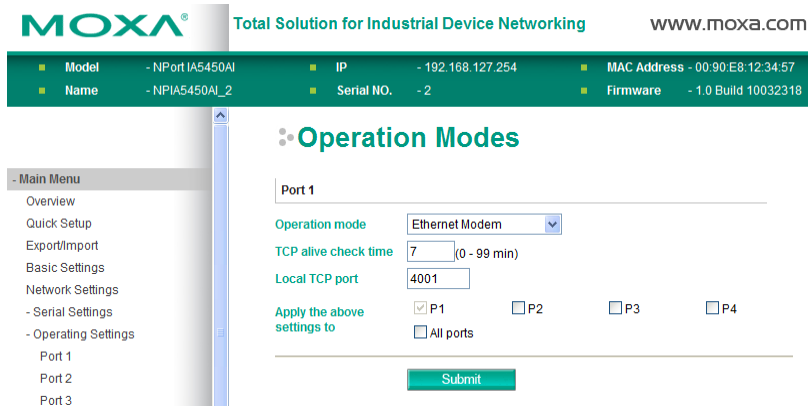 MOXA® Total Solution for Industrial Device Networking www.moxa.com
Model - NPort IA5450AI IP - 192.168.127.254 MAC Address - 00:90:E8:12:34:57
Name - NPIA5450AI_2 Serial NO. - 2 Firmware - 1.0 Build 10032318
Operation Modes
- Main Menu
Overview
Quick Setup
Export/Import
Basic Settings
Network Settings
- Serial Settings
- Operating Settings
Port 1
Port 2
Port 3
Port 1
Operation mode Ethernet Modem
TCP alive check time 7 (0 - 99 min)
Local TCP port 4001
Apply the above settings to P1 P2 P3 P4
All ports
Submit